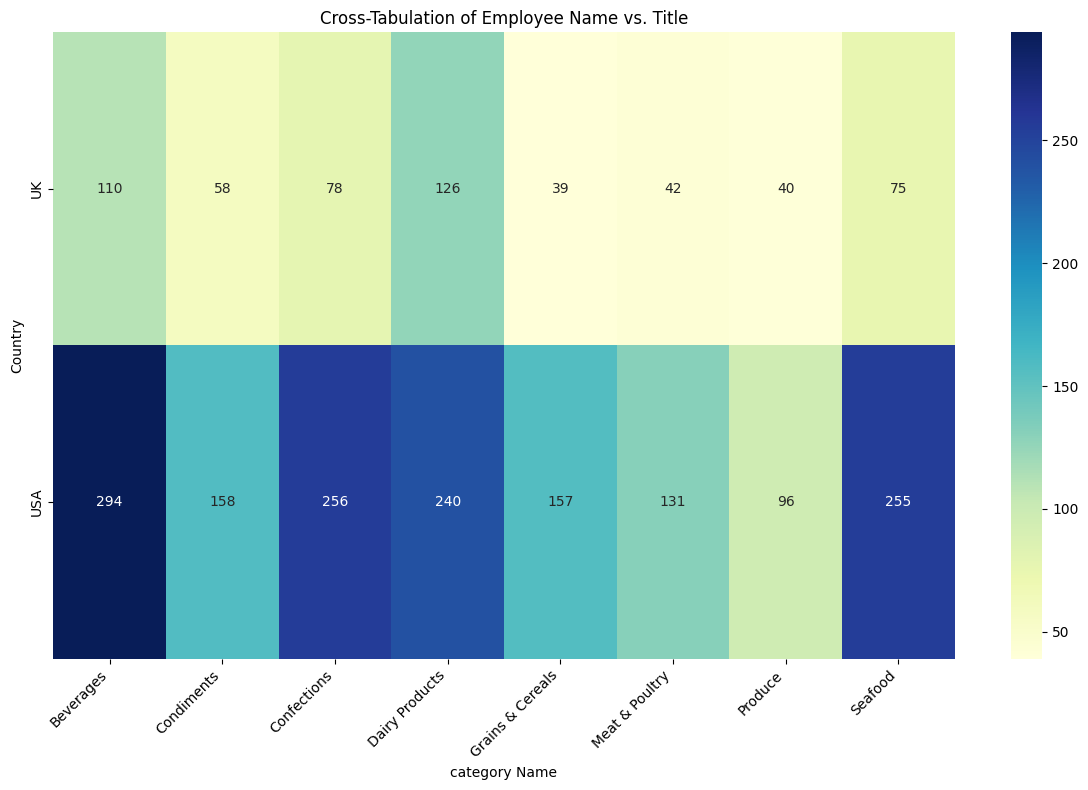 Cross-Tabulation of Employee Name vs. Title
Country
UK
110 58 78 126 39 42 40 75
USA
294 158 256 240 157 131 96 255
Beverages
Condiments
Confections
Dairy Products
Grains & Cereals
Meat & Poultry
Produce
Seafood
category Name
250
200
150
100
50